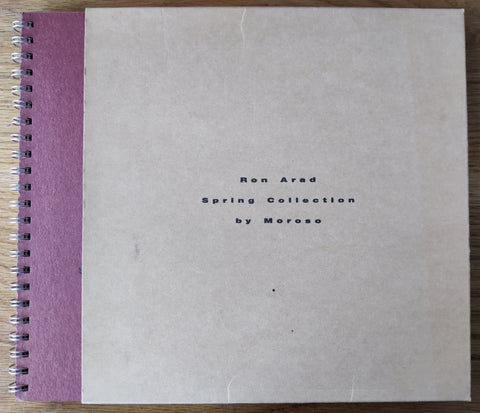 Ron Arad
Spring Collection
by Moroso